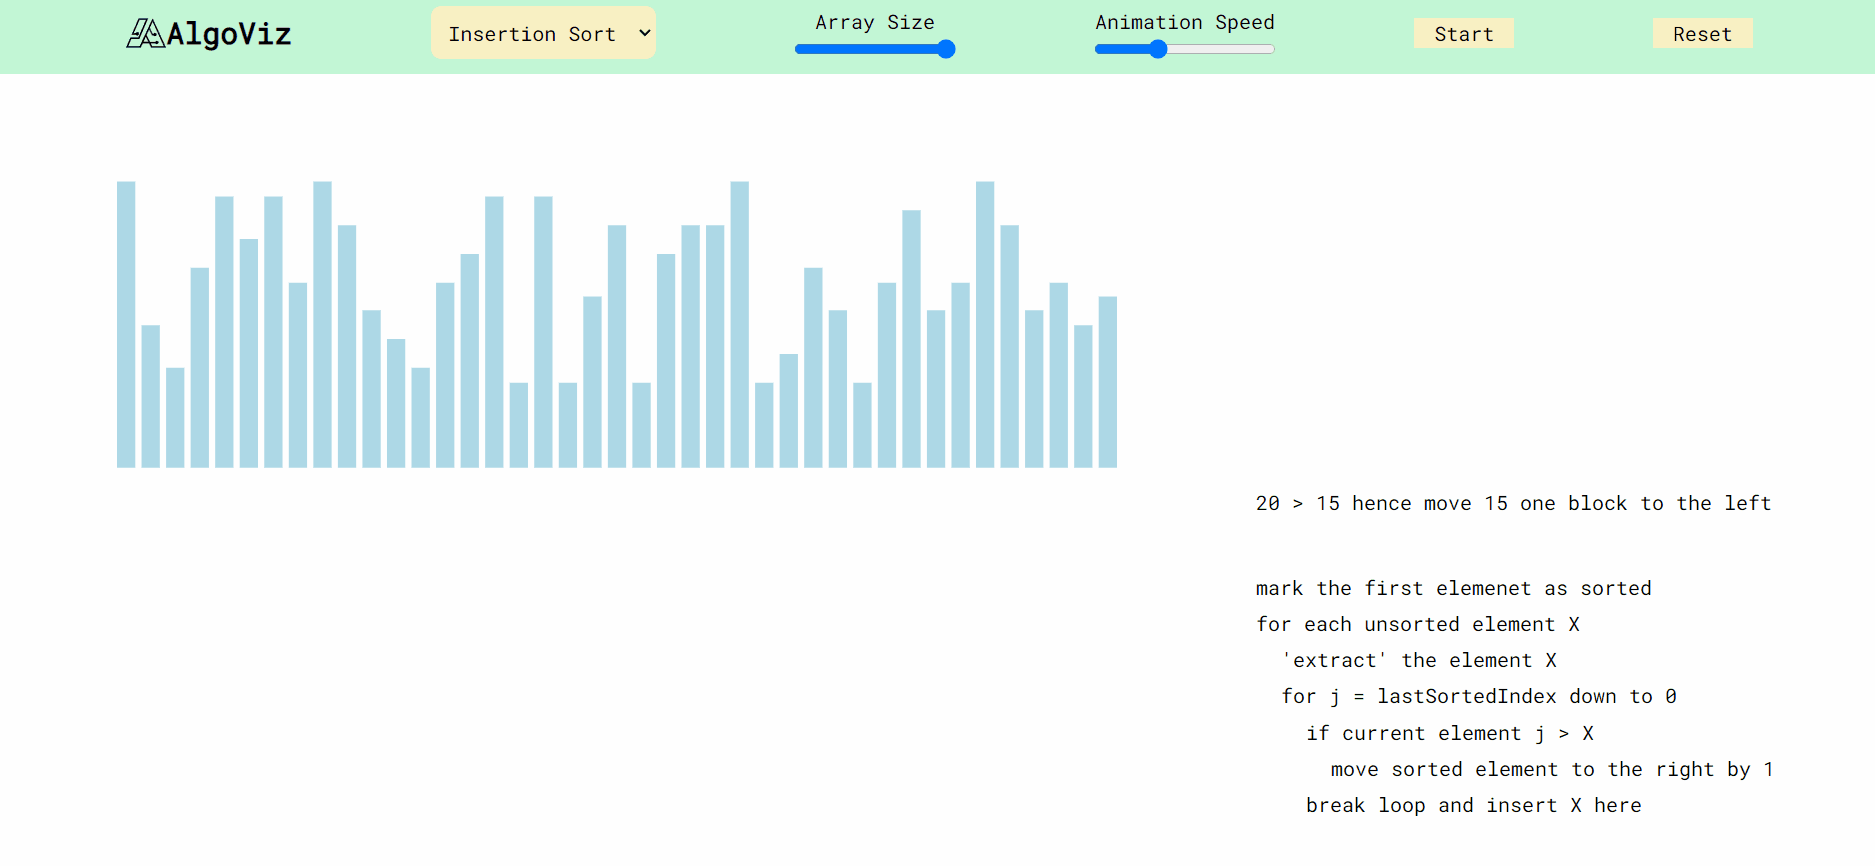 AlgoViz
Insertion Sort
Array Size
Animation Speed
Start
Reset
20 > 15 hence move 15 one block to the left
mark the first elemenet as sorted
for each unsorted element X
'extract' the element X
for j = lastSortedIndex down to 0
if current element j > X
move sorted element to the right by 1
break loop and insert X here